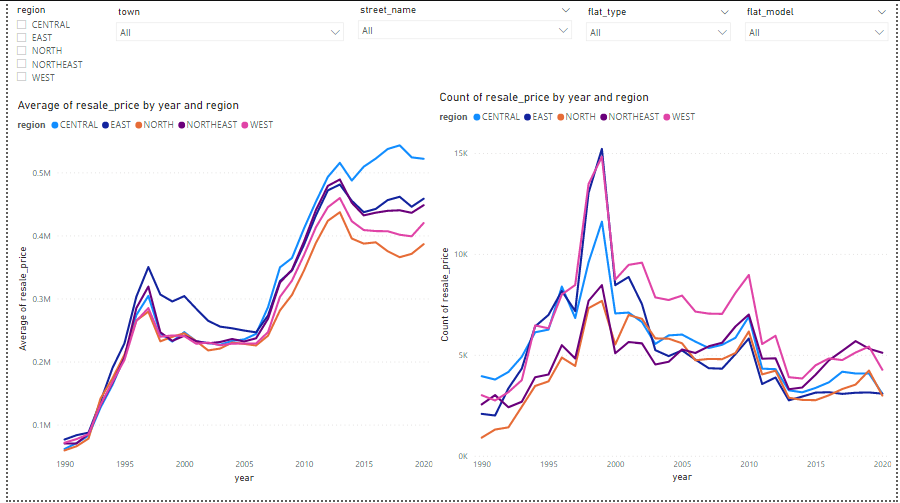 region
CENTRAL
EAST
NORTH
NORTHEAST
WEST
town
All
street_name
All
flat_type
All
flat_model
All
Average of resale_price by year and region
region CENTRAL EAST NORTH NORTHEAST WEST
0.5M
0.4M
0.3M
0.2M
0.1M
Average of resale_price
1990 1995 2000 2005 2010 2015 2020
year
Count of resale_price by year and region
region CENTRAL EAST NORTH NORTHEAST WEST
15K
10K
5K
0K
Count of resale_price
1990 1995 2000 2005 2010 2015 2020
year